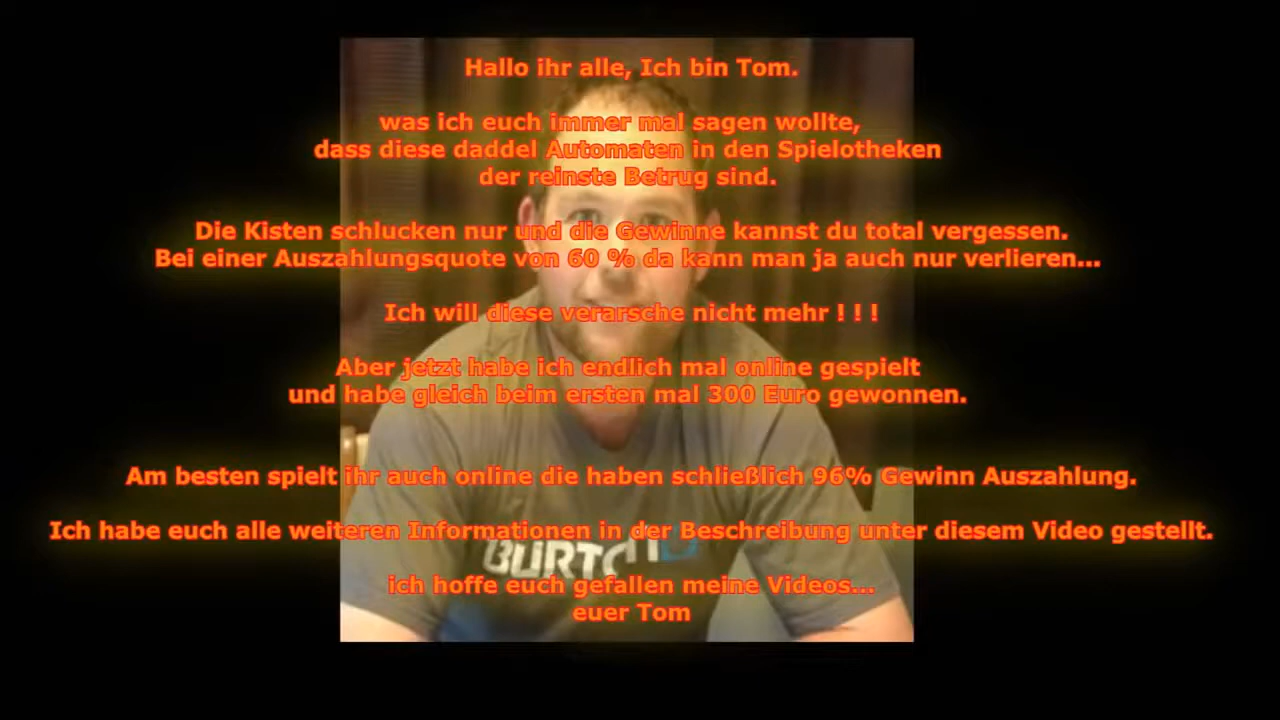 Hallo ihr alle, Ich bin Tom.
was ich euch immer mal sagen wollte,
dass diese daddel Automaten in den Spielotheken
der reinste Betrug sind.
Die Kisten schlucken nur und die Gewinne kannst du total vergessen.
Bei einer Auszahlungsquote von 60 % da kann man ja auch nur verlieren...
Ich will diese verarsche nicht mehr ! ! !
Aber jetzt habe ich endlich mal online gespielt
und habe gleich beim ersten mal 300 Euro gewonnen.
Am besten spielt ihr auch online die haben schließlich 96% Gewinn Auszahlung.
Ich habe euch alle weiteren Informationen in der Beschreibung unter diesem Video gestellt.
BURTON
ich hoffe euch gefallen meine Videos...
euer Tom